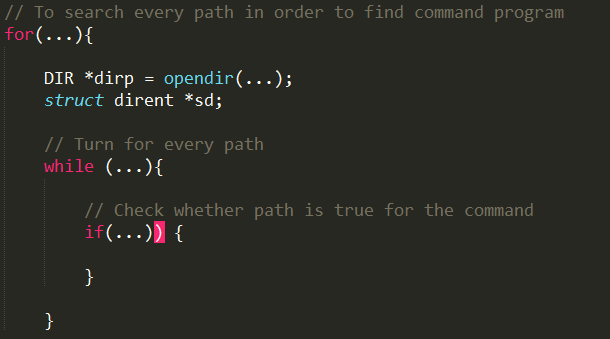 // To search every path in order to find command program
for(...){
DIR *dirp = opendir(...);
struct dirent *sd;
// Turn for every path
while (...){
// Check whether path is true for the command
if(...)) {
}
}